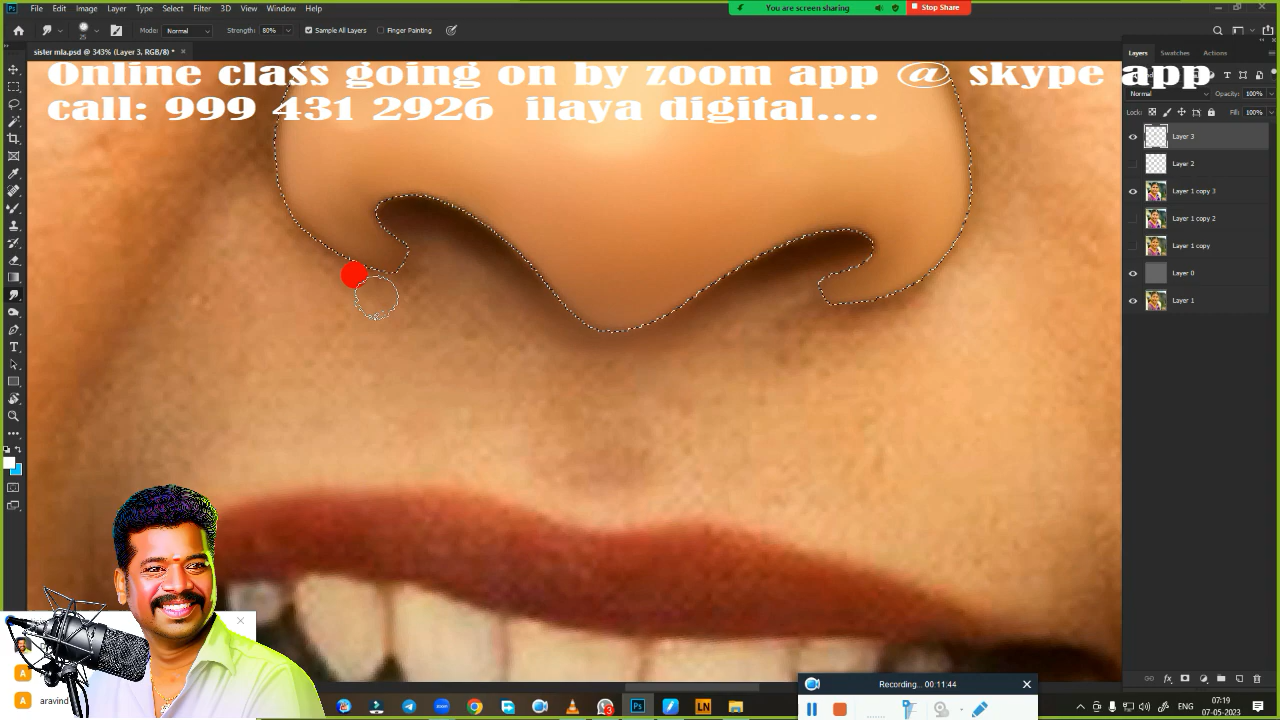 File Edit Image Layer Type Select Filter 3D View Window Help
You are screen sharing Stop Share
25 Mode: Normal Strength: 80% Sample All Layers Finger Painting
sister mla.psd @ 343% (Layer 3, RGB/8) * ×
Layers Swatches Actions
Online class going on by zoom app @ skype app
call: 999 431 2926 ilaya digital....
Normal Opacity: 100%
Lock: Fill: 100%
Layer 3
Layer 2
Layer 1 copy 3
Layer 1 copy 2
Layer 1 copy
Layer 0
Layer 1
A
A aravind
Recording... 00:11:44
zoom Ps LN
ENG
07:19
07-05-2023